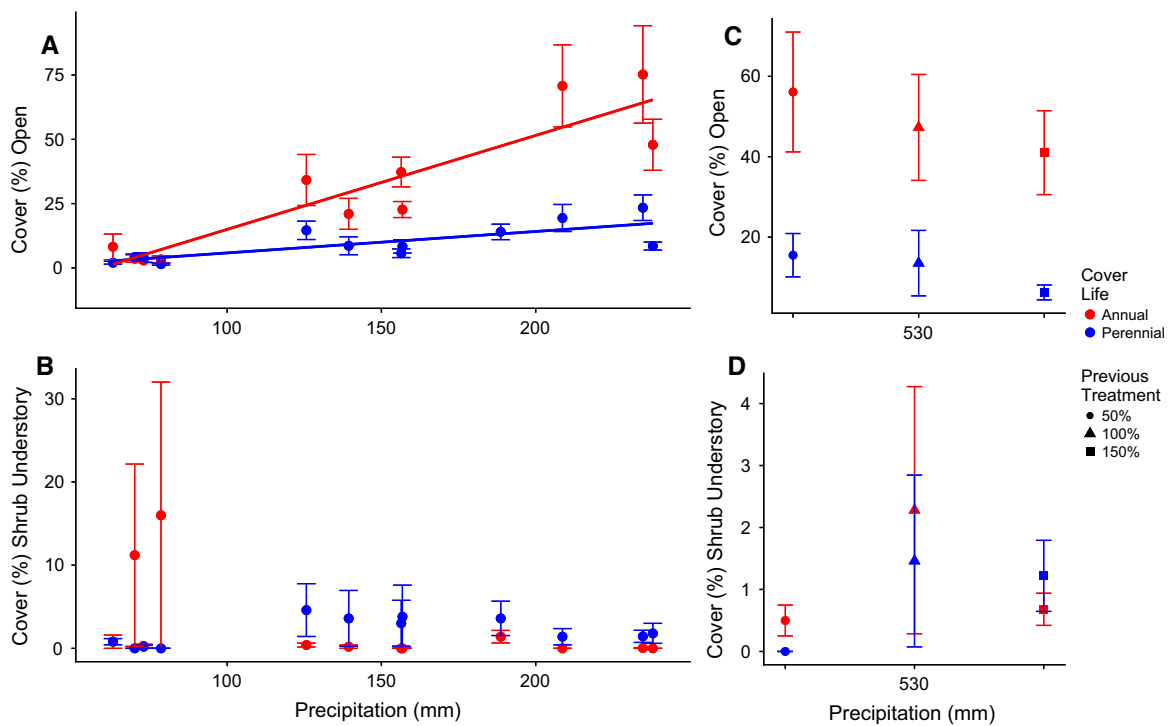 A
Cover (%) Open
75
50
25
0
100
150
200
B
Cover (%) Shrub Understory
30
20
10
0
100
150
200
Precipitation (mm)
C
Cover (%) Open
60
40
20
530
Cover
Life
Annual
Perennial
Previous
Treatment
50%
100%
150%
D
Cover (%) Shrub Understory
4
3
2
1
0
530
Precipitation (mm)